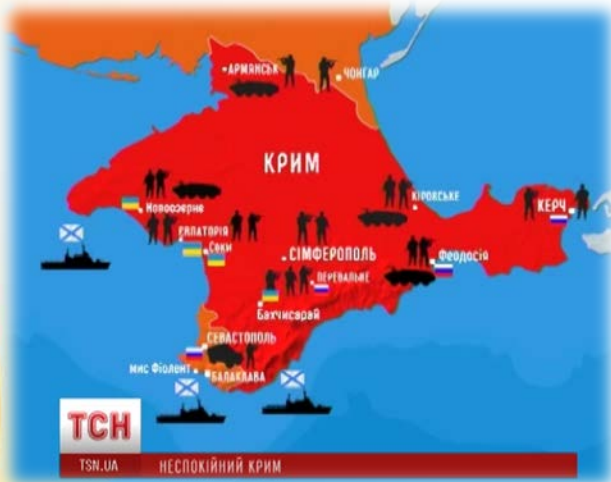 АРМЯНСЬК
ЧОНГАР
КРИМ
Новоозерне
КІРОВСЬКЕ
КЕРЧ
ЄВПАТОРІЯ
Саки
СІМФЕРОПОЛЬ
Феодосія
ПЕРЕВАЛЬНЕ
Бахчисарай
СЕВАСТОПОЛЬ
мис Фіолент
БАЛАКЛАВА
ТСН
TSN.UA
НЕСПОКІЙНИЙ КРИМ